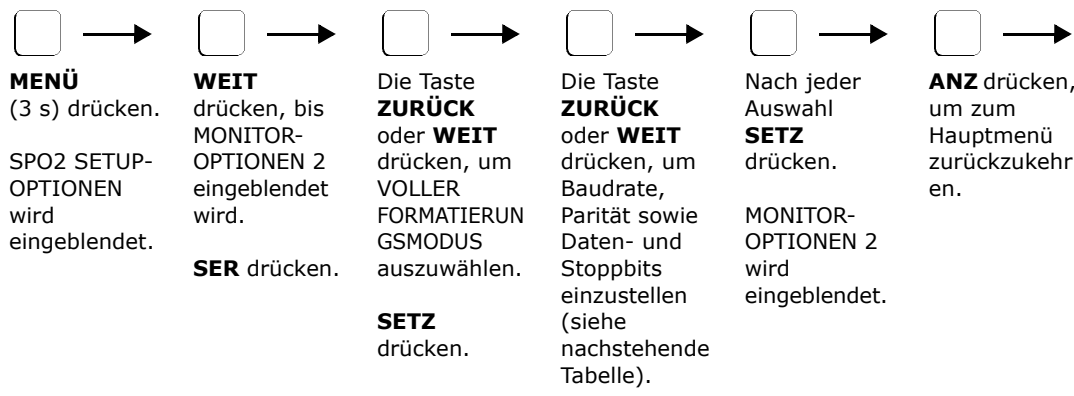 MENÜ
(3 s) drücken.
SPO2 SETUP-
OPTIONEN
wird
eingeblendet.
WEIT
drücken, bis
MONITOR-
OPTIONEN 2
eingeblendet
wird.
SER drücken.
Die Taste
ZURÜCK
oder WEIT
drücken, um
VOLLER
FORMATIERUN
GSMODUS
auszuwählen.
SETZ
drücken.
Die Taste
ZURÜCK
oder WEIT
drücken, um
Baudrate,
Parität sowie
Daten- und
Stoppbits
einzustellen
(siehe
nachstehende
Tabelle).
Nach jeder
Auswahl
SETZ
drücken.
MONITOR-
OPTIONEN 2
wird
eingeblendet.
ANZ drücken,
um zum
Hauptmenü
zurückzukehr
en.